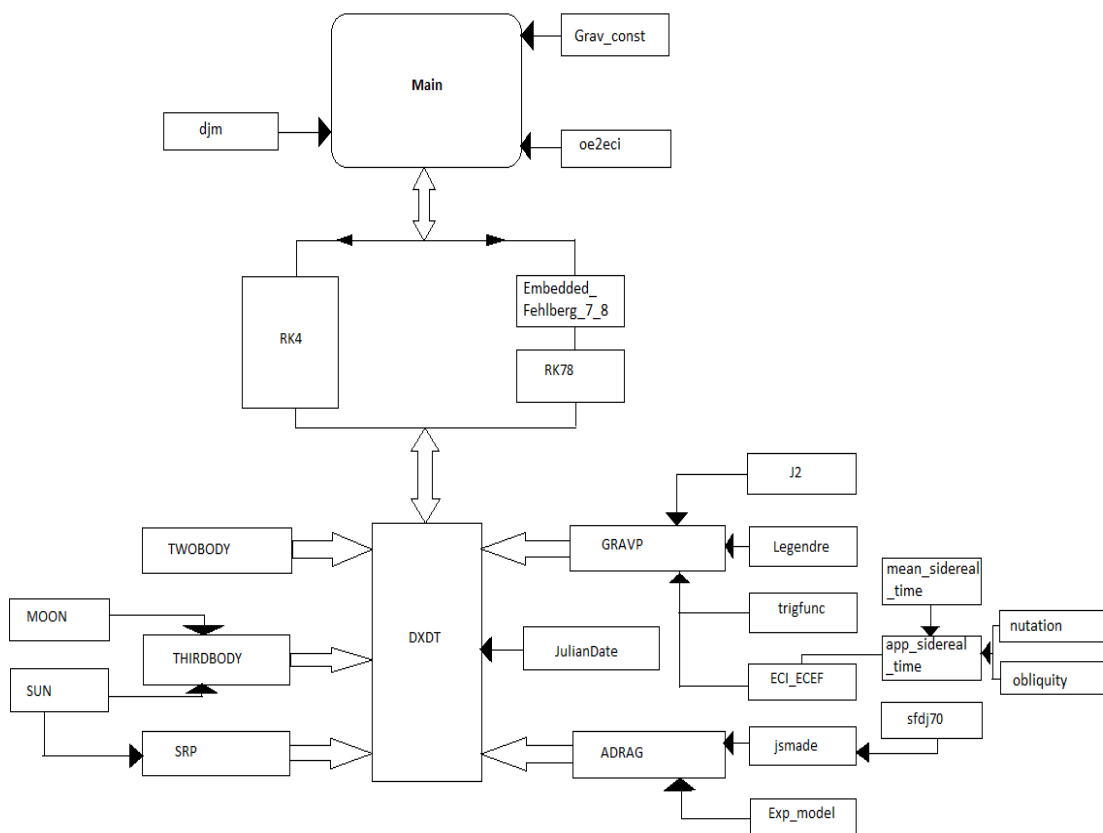 Grav_const
Main
djm
oe2eci
Embedded_
Fehlberg_7_8
RK4
RK78
J2
TWOBODY
GRAVP
Legendre
mean_sidereal
_time
MOON
trigfunc
nutation
DXDT
JulianDate
THIRDBODY
app_sidereal
_time
ECI_ECEF
obliquity
SUN
sfdj70
SRP
ADRAG
jsmade
Exp_model